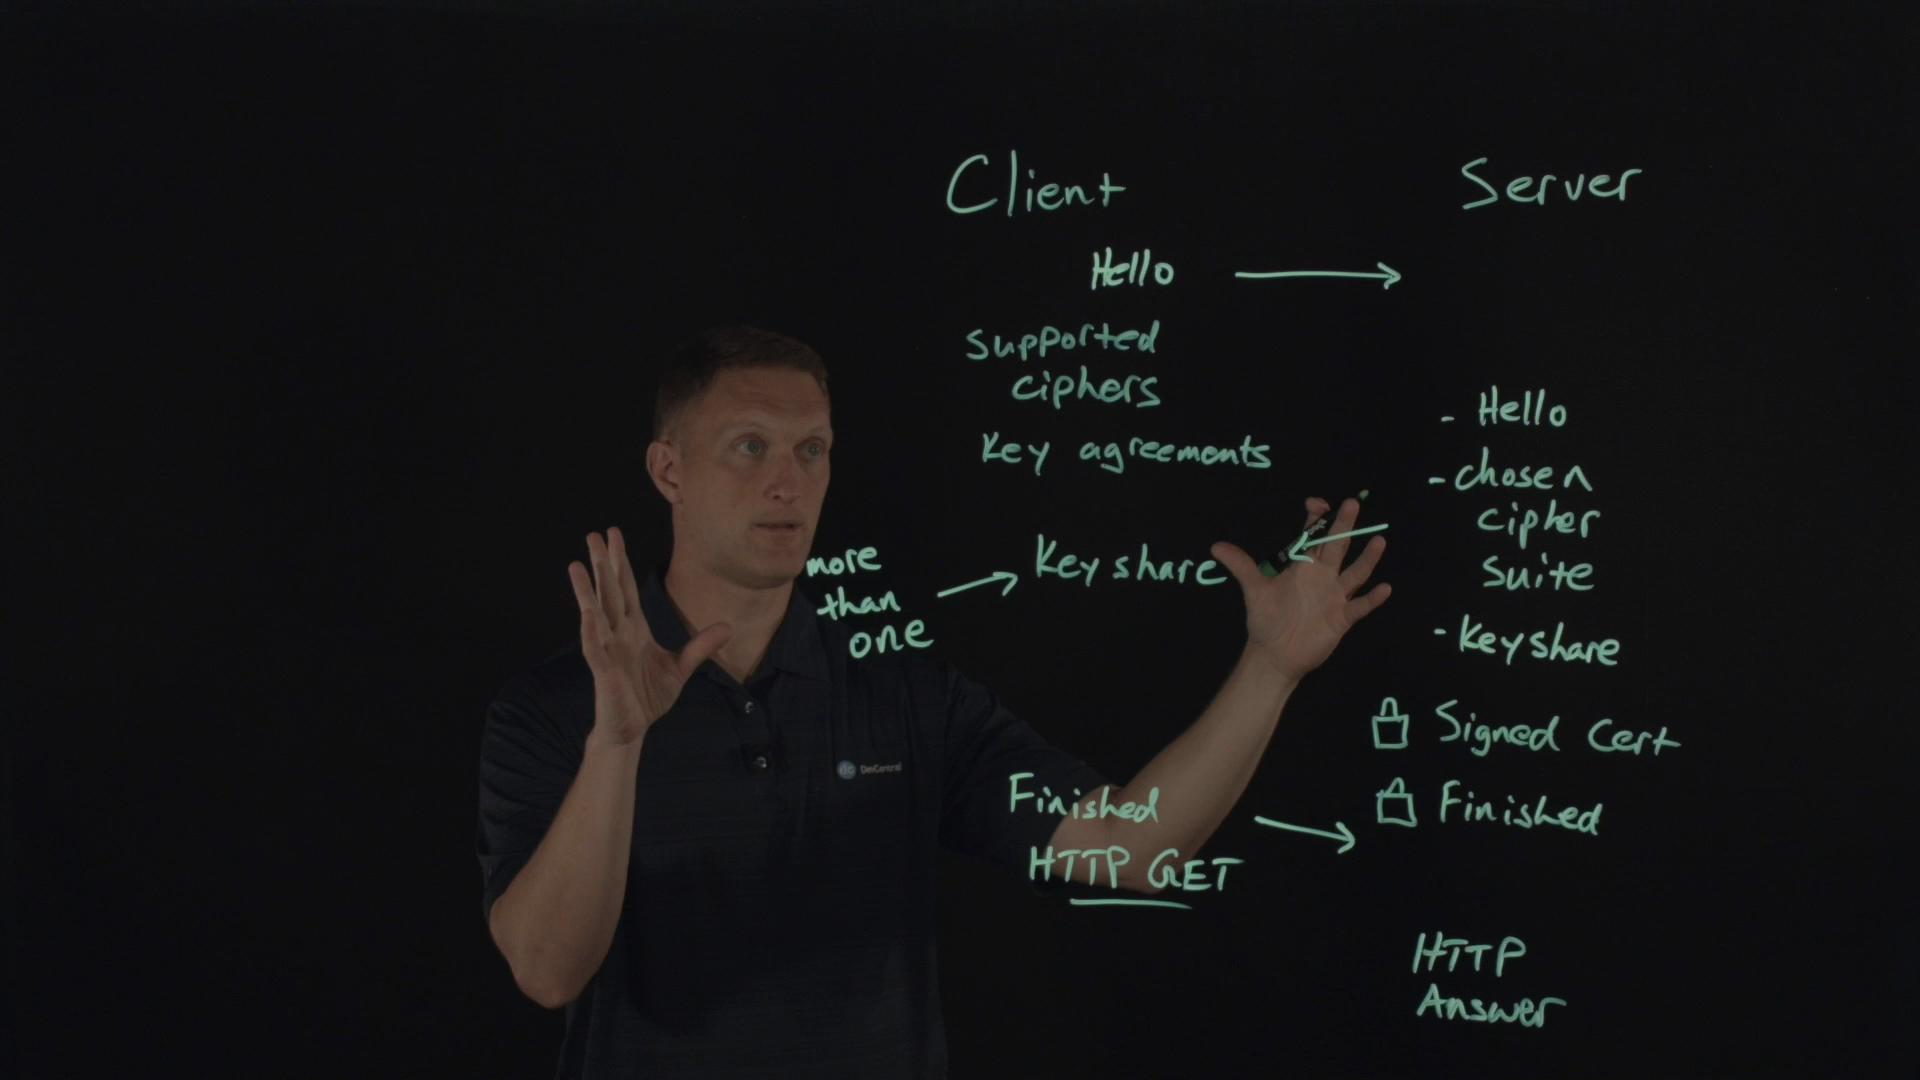 Client
Server
Hello
Supported
ciphers
Key agreements
more
than
one
Key share
- Hello
- chosen
cipher
suite
- Key share
Signed Cert
Finished
Finished
HTTP GET
HTTP
Answer
DevCentral